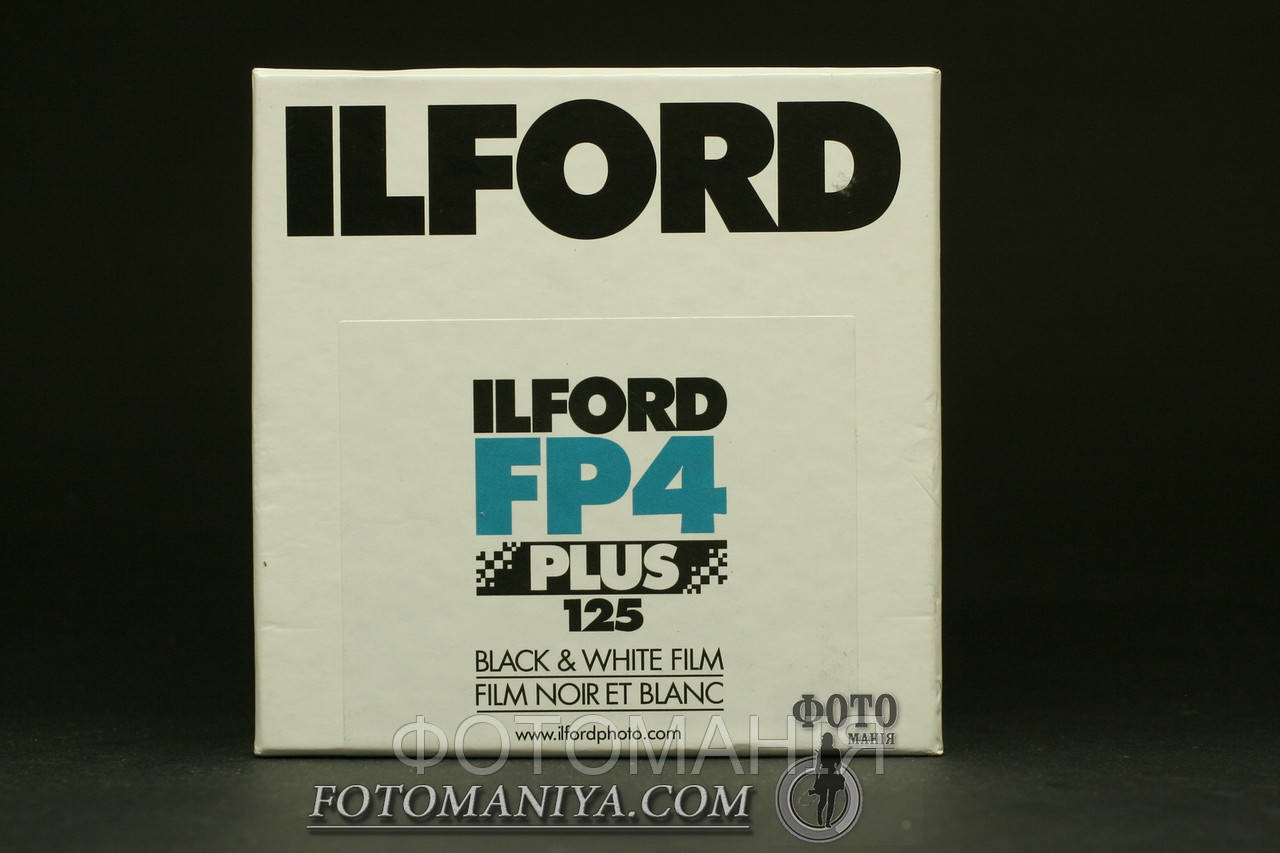 ILFORD
ILFORD
FP4
PLUS
125
BLACK & WHITE FILM
FILM NOIR ET BLANC
www.ilfordphoto.com
ФОТО
МАНІЯ
ФОТОМАНІЯ
FOTOMANIYA.COM